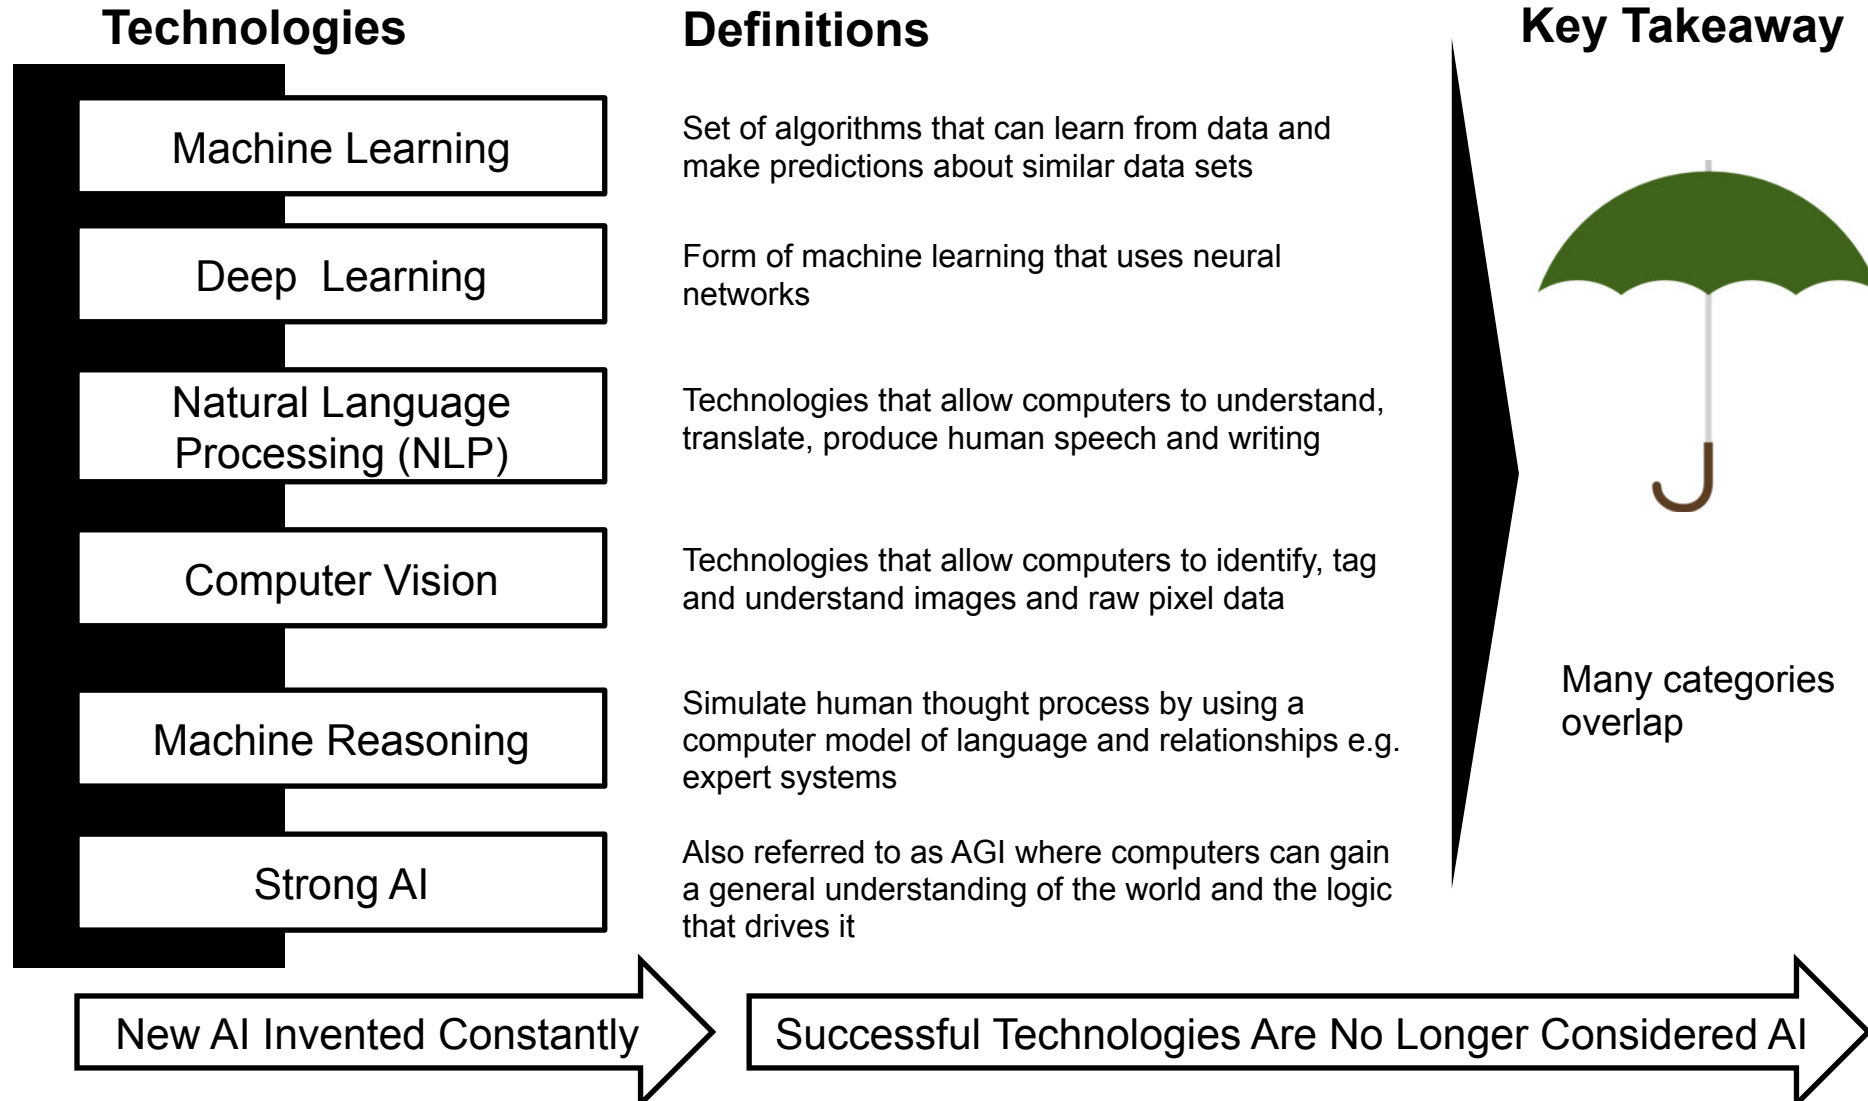 Technologies
Definitions
Key Takeaway
Machine Learning
Set of algorithms that can learn from data and
make predictions about similar data sets
Deep  Learning
Form of machine learning that uses neural
networks
Natural Language
Processing (NLP)
Technologies that allow computers to understand,
translate, produce human speech and writing
Computer Vision
Technologies that allow computers to identify, tag
and understand images and raw pixel data
Machine Reasoning
Simulate human thought process by using a
computer model of language and relationships e.g.
expert systems
Strong AI
Also referred to as AGI where computers can gain
a general understanding of the world and the logic
that drives it
Many categories
overlap
New AI Invented Constantly
Successful Technologies Are No Longer Considered AI